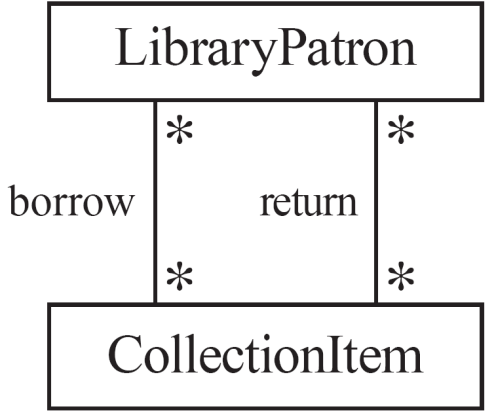 LibraryPatron
* *
borrow return
* *
CollectionItem